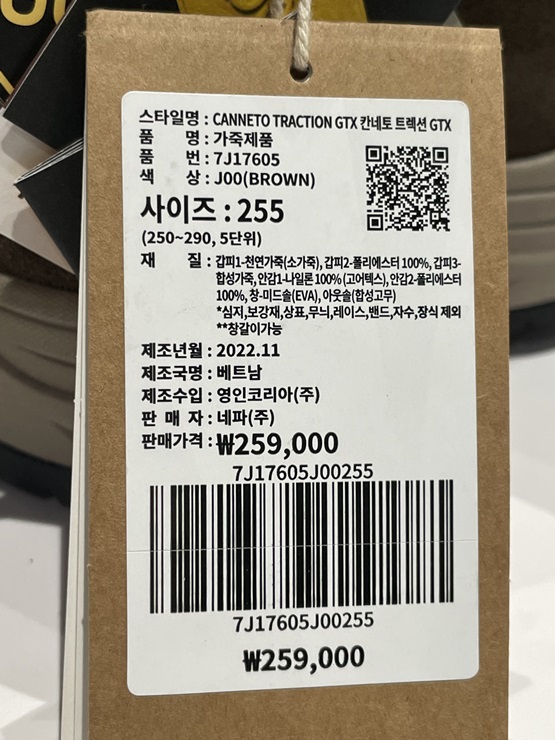 스타일명 : CANNETO TRACTION GTX 칸네토 트렉션 GTX
품 명 : 가죽제품
품 번 : 7J17605
색 상 : J00(BROWN)
사이즈 : 255
(250~290, 5단위)
재 질 : 갑피1-천연가죽(소가죽), 갑피2-폴리에스터 100%, 갑피3-
합성가죽, 안감1-나일론 100% (고어텍스), 안감2-폴리에스터
100%, 창-미드솔(EVA), 아웃솔(합성고무)
*심지,보강재,상표,무늬,레이스,밴드,자수,장식 제외
**창갈이가능
제조년월 : 2022.11
제조국명 : 베트남
제조수입 : 영인코리아(주)
판 매 자 : 네파(주)
판매가격 : ₩259,000
7J17605J00255
7J17605J00255
₩259,000